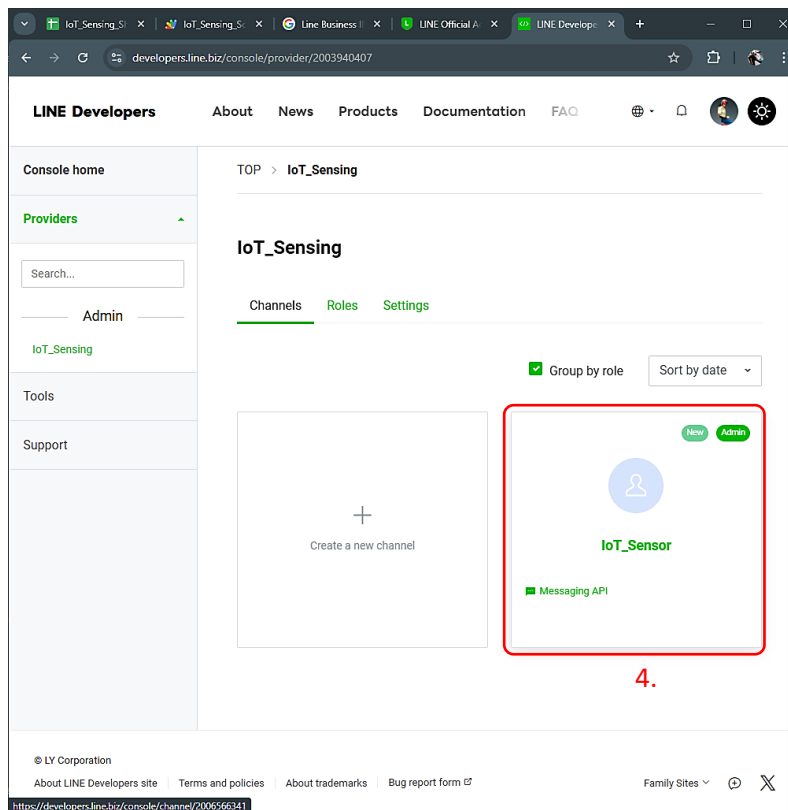 IoT_Sensing_S
IoT_Sensing_Sc
Line Business I
LINE Official A
LINE Develope
developers.line.biz/console/provider/2003940407
LINE Developers
About
News
Products
Documentation
FAQ
Console home
Providers
Search...
Admin
IoT_Sensing
Tools
Support
TOP > IoT_Sensing
IoT_Sensing
Channels
Roles
Settings
Group by role
Sort by date
Create a new channel
New
Admin
IoT_Sensor
Messaging API
4.
© LY Corporation
About LINE Developers site
Terms and policies
About trademarks
Bug report form
Family Sites
https://developers.line.biz/console/channel/2006566341